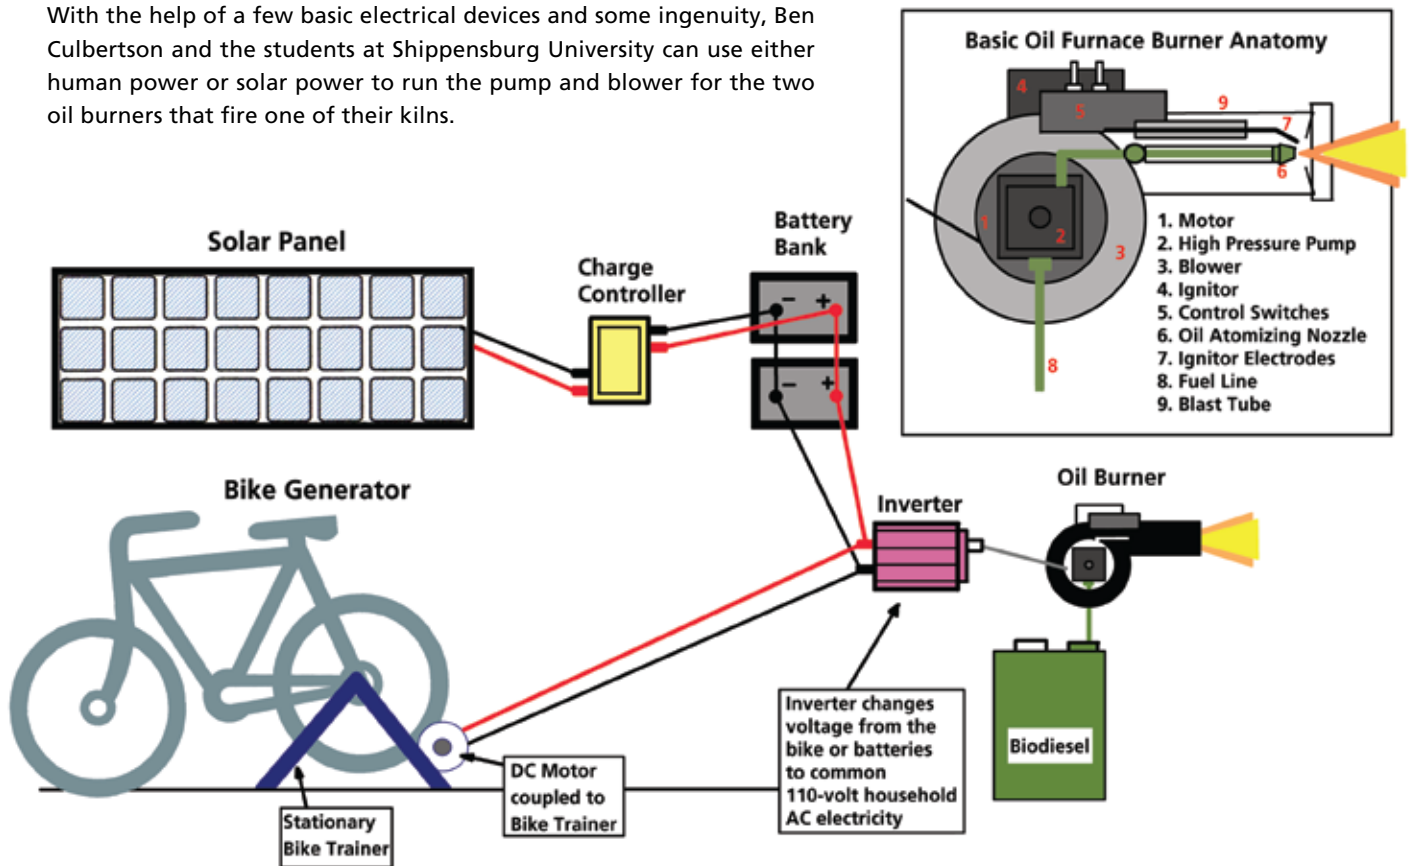 With the help of a few basic electrical devices and some ingenuity, Ben
Culbertson and the students at Shippensburg University can use either
human power or solar power to run the pump and blower for the two
oil burners that fire one of their kilns.
Basic Oil Furnace Burner Anatomy
4
5
9
7
6
1
2
3
8
1. Motor
2. High Pressure Pump
3. Blower
4. Ignitor
5. Control Switches
6. Oil Atomizing Nozzle
7. Ignitor Electrodes
8. Fuel Line
9. Blast Tube
Solar Panel
Charge
Controller
Battery
Bank
- +
- +
Bike Generator
Inverter
Oil Burner
Stationary
Bike Trainer
DC Motor
coupled to
Bike Trainer
Inverter changes
voltage from the
bike or batteries
to common
110-volt household
AC electricity
Biodiesel